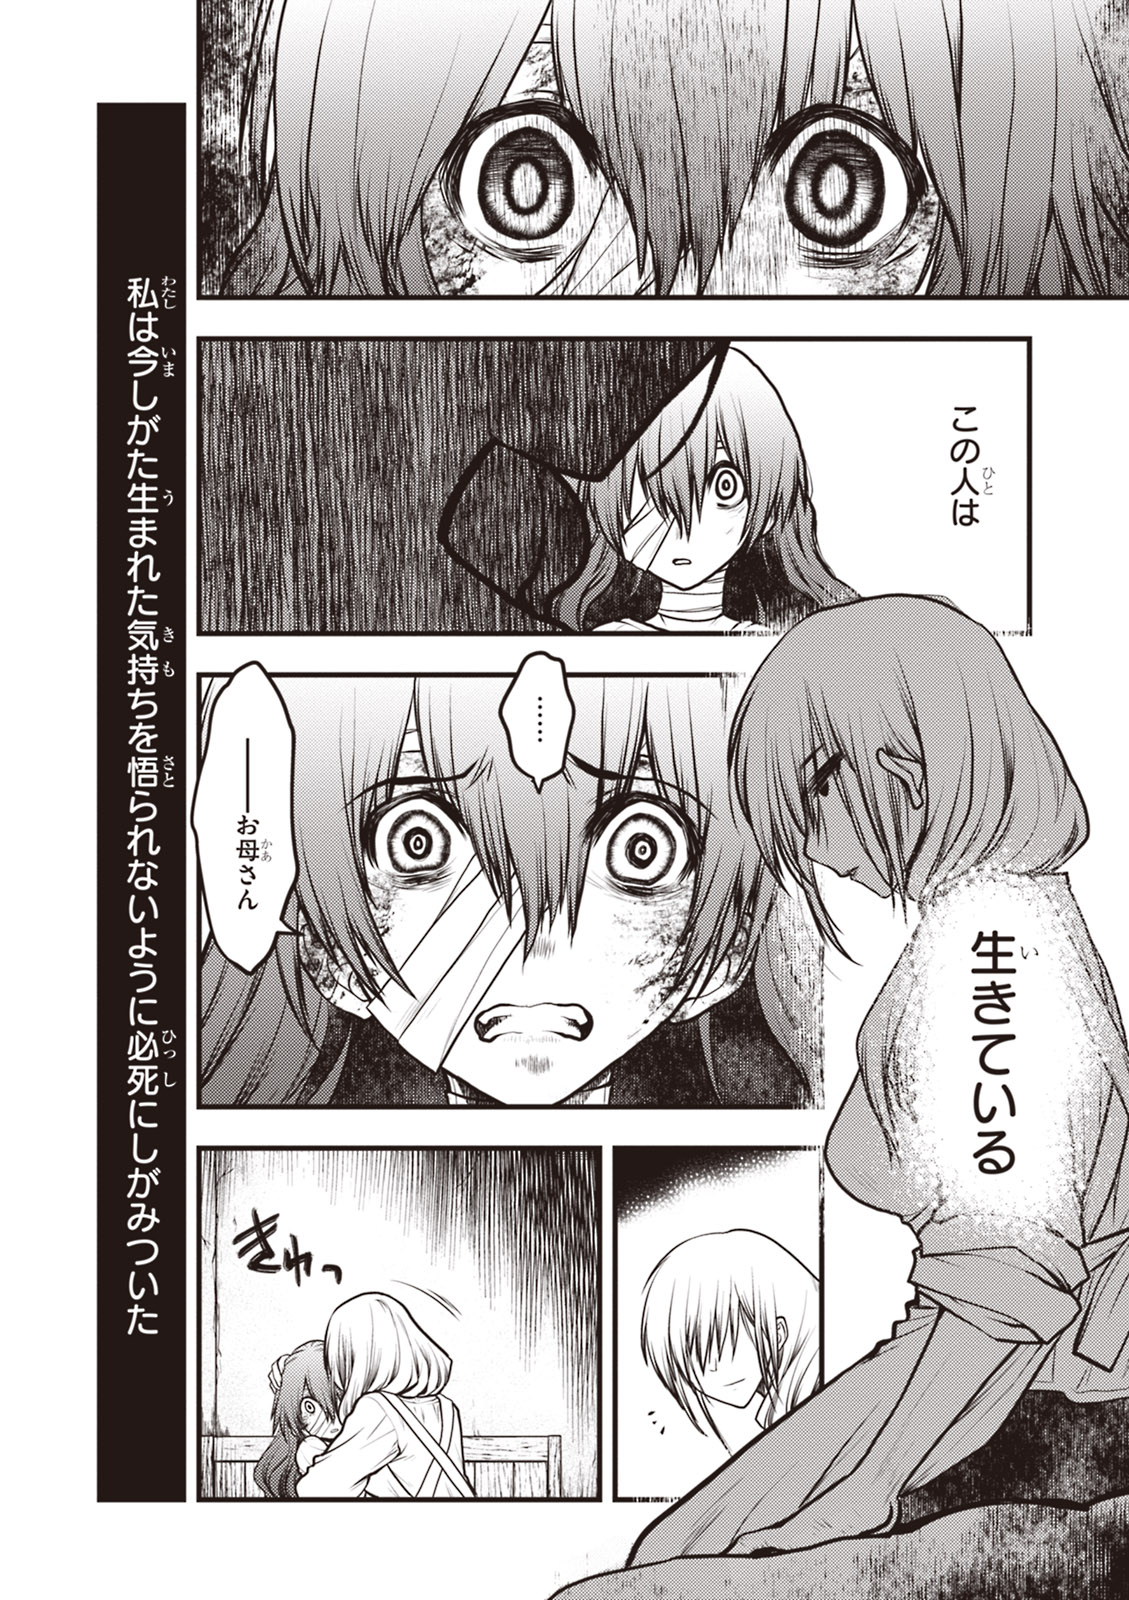 この人は
生きている
……
──お母さん
きゅっ
私は今しがた生まれた気持ちを悟られないように必死にしがみついた